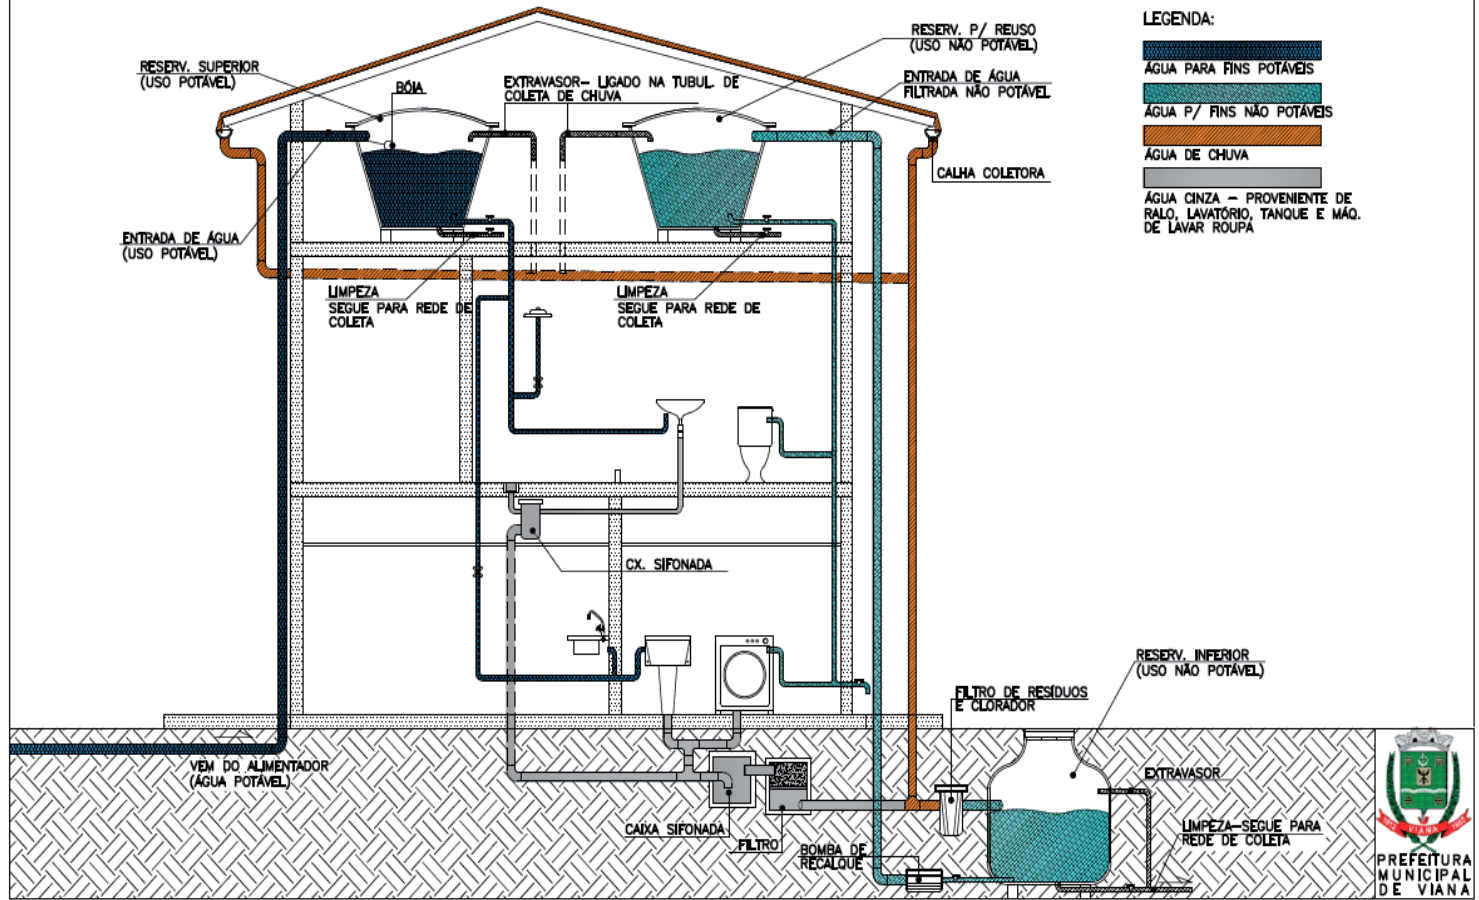 RESERV. SUPERIOR
(USO POTÁVEL)
BÓIA
EXTRAVASOR- LIGADO NA TUBUL. DE
COLETA DE CHUVA
RESERV. P/ REUSO
(USO NÃO POTÁVEL)
ENTRADA DE ÁGUA
FILTRADA NÃO POTÁVEL
CALHA COLETORA
LEGENDA:
ÁGUA PARA FINS POTÁVEIS
ÁGUA P/ FINS NÃO POTÁVEIS
ÁGUA DE CHUVA
ÁGUA CINZA - PROVENIENTE DE
RALO, LAVATÓRIO, TANQUE E MÁQ.
DE LAVAR ROUPA
ENTRADA DE ÁGUA
(USO POTÁVEL)
LIMPEZA
SEGUE PARA REDE DE
COLETA
LIMPEZA
SEGUE PARA REDE DE
COLETA
CX. SIFONADA
RESERV. INFERIOR
(USO NÃO POTÁVEL)
FILTRO DE RESÍDUOS
E CLORADOR
VEM DO ALIMENTADOR
(ÁGUA POTÁVEL)
EXTRAVASOR
CAIXA SIFONADA
FILTRO
BOMBA DE
RECALQUE
LIMPEZA-SEGUE PARA
REDE DE COLETA
VIANA
PREFEITURA
MUNICIPAL
DE VIANA